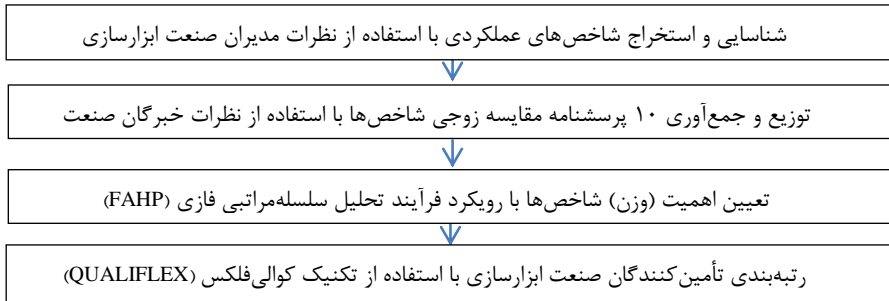 شناسایی و استخراج شاخص‌های عملکردی با استفاده از نظرات مدیران صنعت ابزارسازی
توزیع و جمع‌آوری ۱۰ پرسشنامه مقایسه زوجی شاخص‌ها با استفاده از نظرات خبرگان صنعت
تعیین اهمیت (وزن) شاخص‌ها با رویکرد فرآیند تحلیل سلسله‌مراتبی فازی (FAHP)
رتبه‌بندی تأمین‌کنندگان صنعت ابزارسازی با استفاده از تکنیک کوالی‌فلکس (QUALIFLEX)